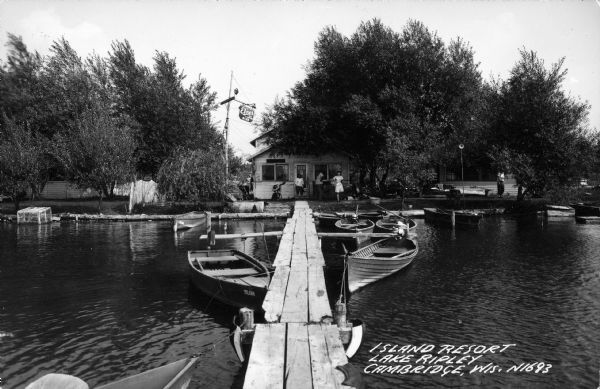 ISLAND RESORT
LAKE RIPLEY
CAMBRIDGE, WIS. N1693